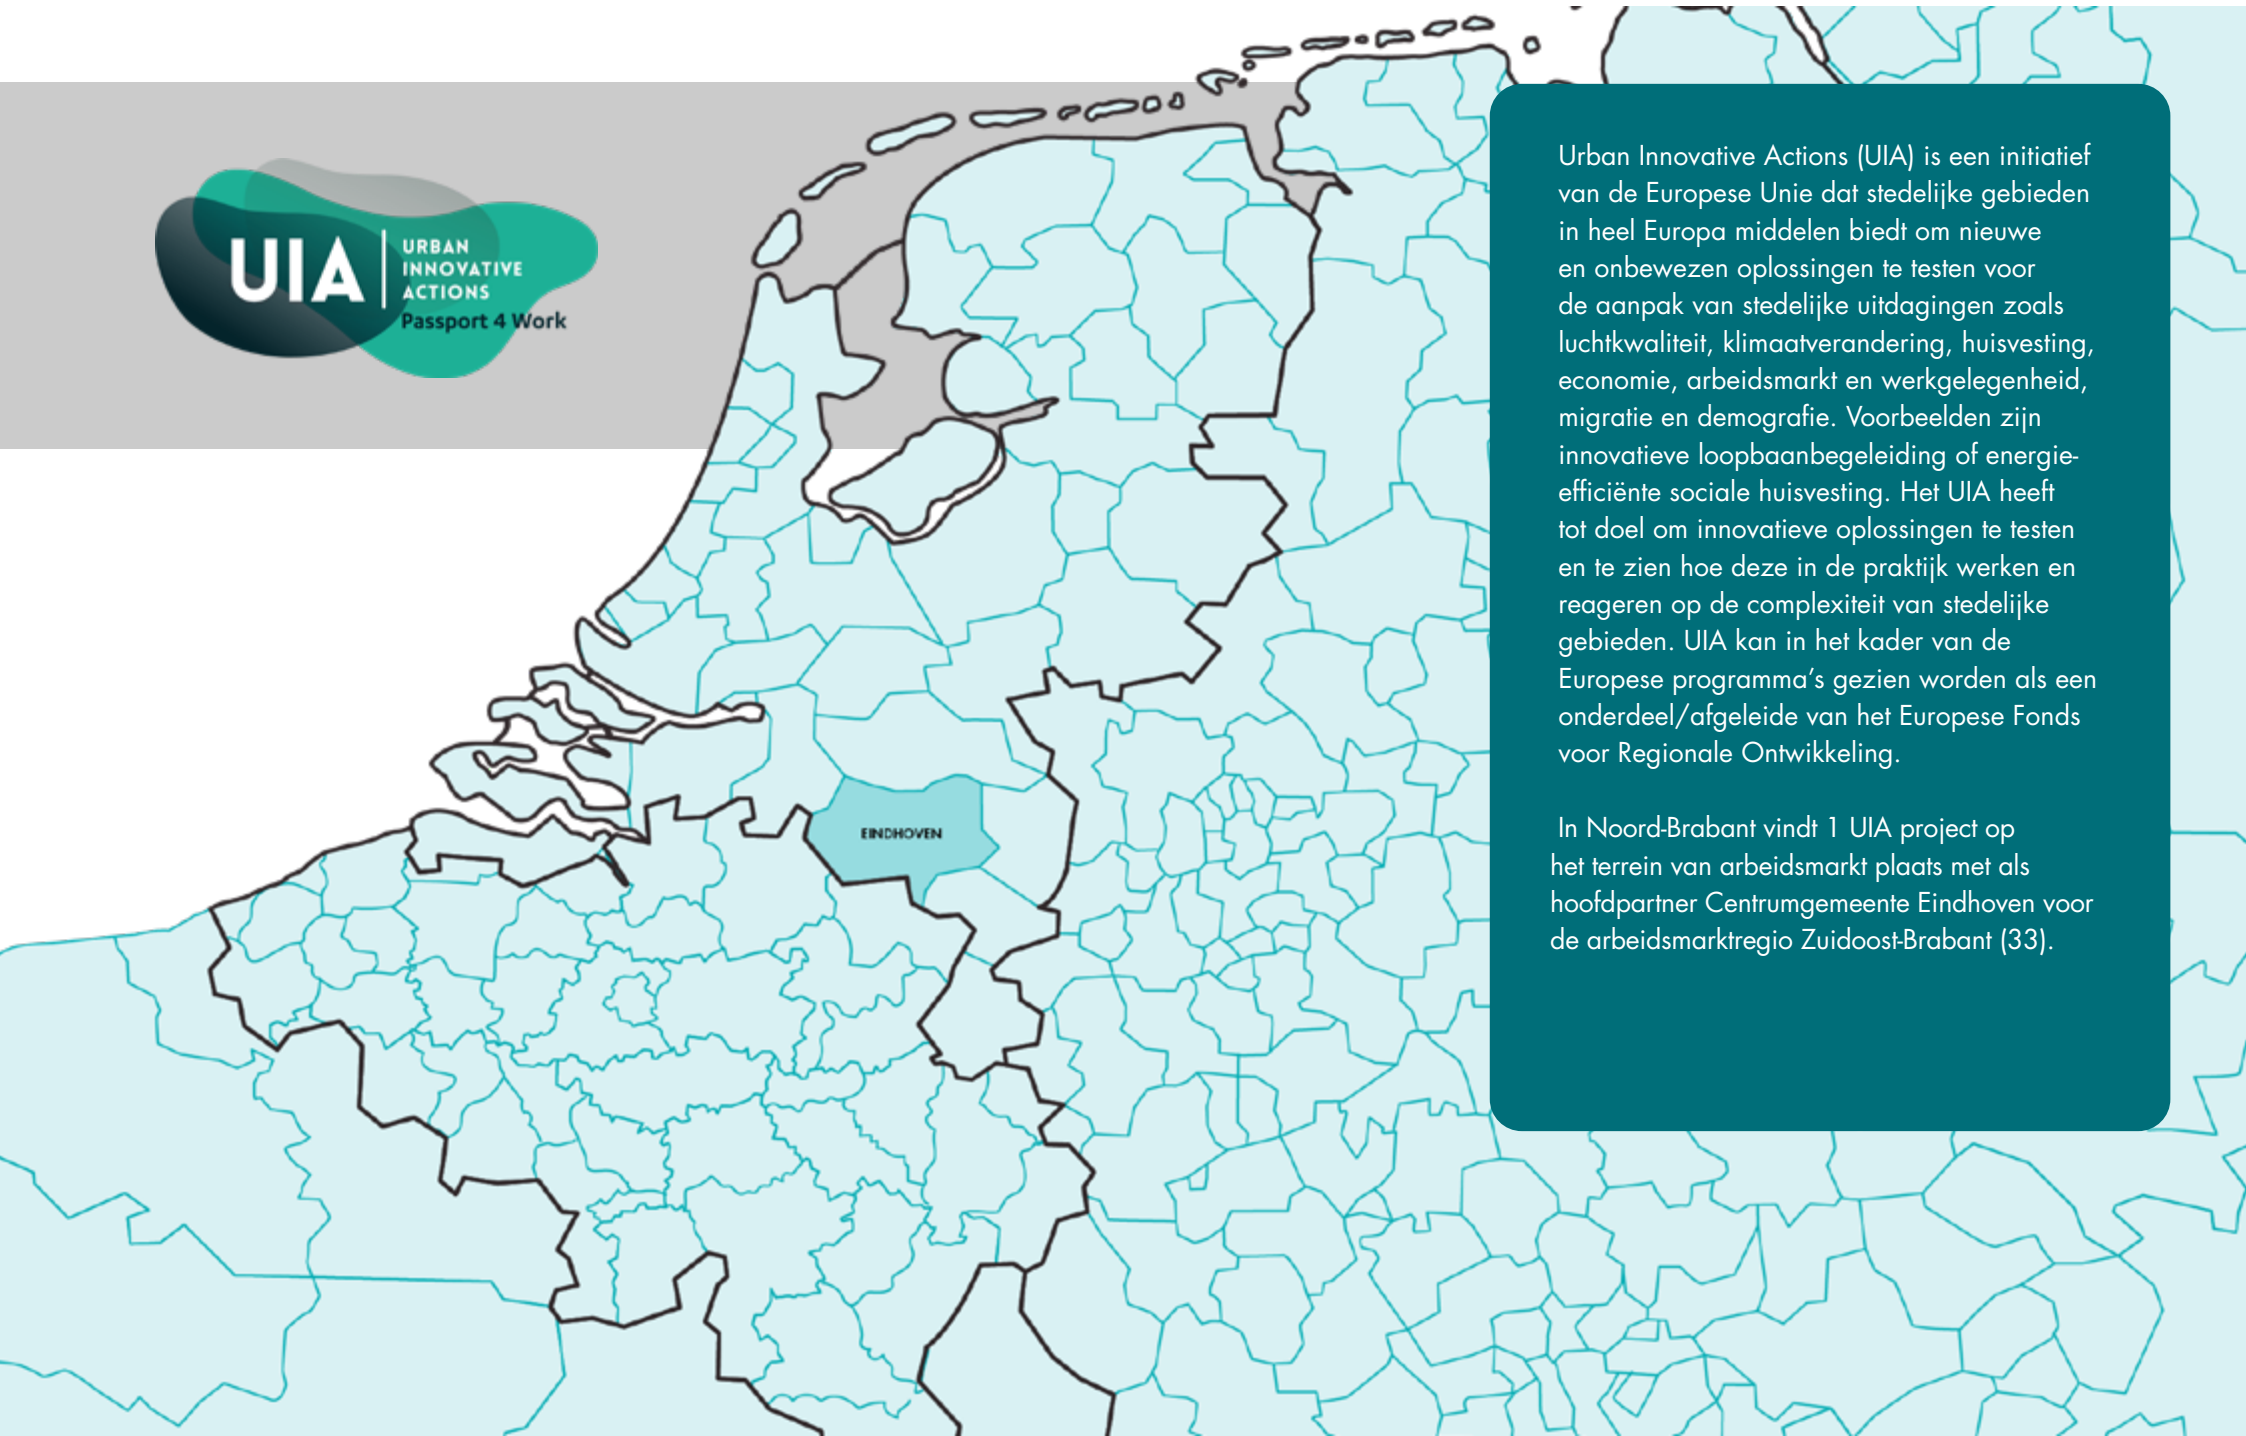 UIA
URBAN
INNOVATIVE
ACTIONS
Passport 4 Work
Urban Innovative Actions (UIA) is een initiatief
van de Europese Unie dat stedelijke gebieden
in heel Europa middelen biedt om nieuwe
en onbewezen oplossingen te testen voor
de aanpak van stedelijke uitdagingen zoals
luchtkwaliteit, klimaatverandering, huisvesting,
economie, arbeidsmarkt en werkgelegenheid,
migratie en demografie. Voorbeelden zijn
innovatieve loopbaanbegeleiding of energie-
efficiënte sociale huisvesting. Het UIA heeft
tot doel om innovatieve oplossingen te testen
en te zien hoe deze in de praktijk werken en
reageren op de complexiteit van stedelijke
gebieden. UIA kan in het kader van de
Europese programma's gezien worden als een
onderdeel/afgeleide van het Europese Fonds
voor Regionale Ontwikkeling.
In Noord-Brabant vindt 1 UIA project op
het terrein van arbeidsmarkt plaats met als
hoofdpartner Centrumgemeente Eindhoven voor
de arbeidsmarktregio Zuidoost-Brabant (33).
EINDHOVEN